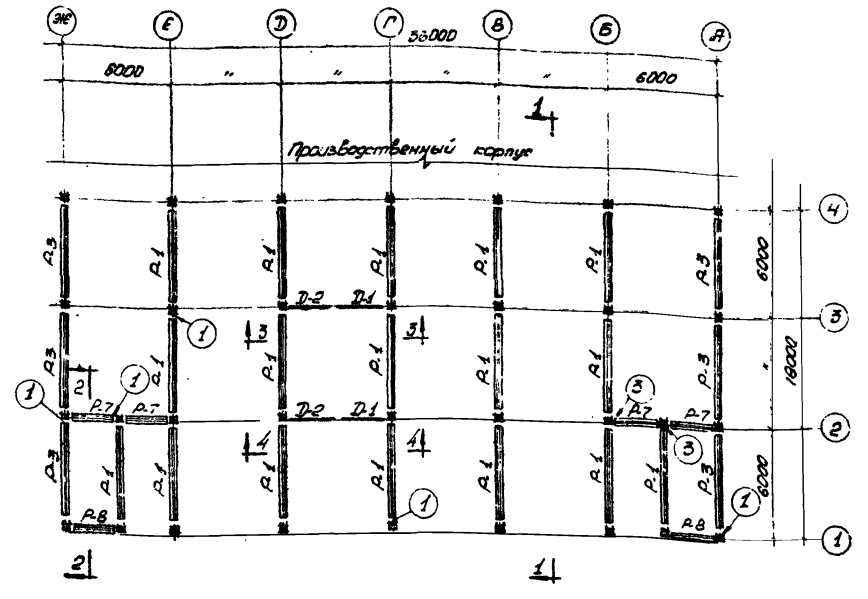 Ж Е Д Г В Б А
36000
6000 " " " " 6000
1
Производственный корпус
4
Р.3 Р.1 Р.1 Р.1 Р.1 Р.1 Р.3 6000
Д-2 Д-1
3
1 3 3
Р.3 Р.1 Р.1 Р.1 Р.1 Р.1 Р.3 " 18000
2 1 3
1 Р.7 Р.7 Д-2 Д-1 Р.7 Р.7
2
4 4 3
Р.3 Р.1 Р.1 Р.1 Р.1 Р.1 Р.1 Р.1 Р.3 6000
1 1
Р.8 Р.8
1
2 1